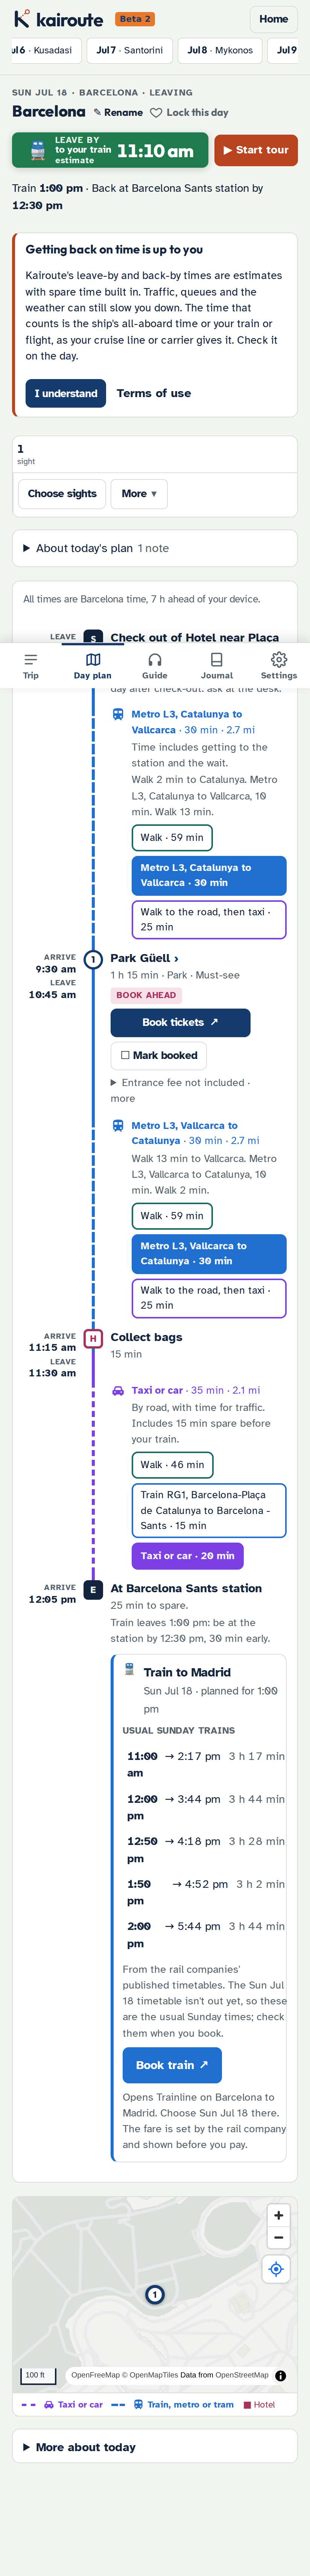 kairoute Beta 2 Home
ul 6 · Kusadasi Jul 7 · Santorini Jul 8 · Mykonos Jul 9
SUN JUL 18 · BARCELONA · LEAVING
Barcelona ✎ Rename ♡ Lock this day
LEAVE BY
to your train
estimate
11:10 am
▶ Start tour
Train 1:00 pm · Back at Barcelona Sants station by
12:30 pm
Getting back on time is up to you
Kairoute's leave-by and back-by times are estimates
with spare time built in. Traffic, queues and the
weather can still slow you down. The time that
counts is the ship's all-aboard time or your train or
flight, as your cruise line or carrier gives it. Check it
on the day.
I understand Terms of use
1
sight
Choose sights More ▾
▶ About today's plan 1 note
All times are Barcelona time, 7 h ahead of your device.
LEAVE S Check out of Hotel near Plaça
Trip Day plan Guide Journal Settings
day after check-out: ask at the desk.
Metro L3, Catalunya to
Vallcarca · 30 min · 2.7 mi
Time includes getting to the
station and the wait.
Walk 2 min to Catalunya. Metro
L3, Catalunya to Vallcarca, 10
min. Walk 13 min.
Walk · 59 min
Metro L3, Catalunya to
Vallcarca · 30 min
Walk to the road, then taxi ·
25 min
ARRIVE
9:30 am
LEAVE
10:45 am
1
Park Güell ›
1 h 15 min · Park · Must-see
BOOK AHEAD
Book tickets ↗
☐ Mark booked
▶ Entrance fee not included ·
more
Metro L3, Vallcarca to
Catalunya · 30 min · 2.7 mi
Walk 13 min to Vallcarca. Metro
L3, Vallcarca to Catalunya, 10
min. Walk 2 min.
Walk · 59 min
Metro L3, Vallcarca to
Catalunya · 30 min
Walk to the road, then taxi ·
25 min
ARRIVE
11:15 am
LEAVE
11:30 am
H
Collect bags
15 min
Taxi or car · 35 min · 2.1 mi
By road, with time for traffic.
Includes 15 min spare before
your train.
Walk · 46 min
Train RG1, Barcelona-Plaça
de Catalunya to Barcelona -
Sants · 15 min
Taxi or car · 20 min
ARRIVE
12:05 pm
E
At Barcelona Sants station
25 min to spare.
Train leaves 1:00 pm: be at the
station by 12:30 pm, 30 min early.
Train to Madrid
Sun Jul 18 · planned for 1:00
pm
USUAL SUNDAY TRAINS
11:00 am → 2:17 pm 3 h 17 min
12:00 pm → 3:44 pm 3 h 44 min
12:50 pm → 4:18 pm 3 h 28 min
1:50 pm → 4:52 pm 3 h 2 min
2:00 pm → 5:44 pm 3 h 44 min
From the rail companies'
published timetables. The Sun Jul
18 timetable isn't out yet, so these
are the usual Sunday times; check
them when you book.
Book train ↗
Opens Trainline on Barcelona to
Madrid. Choose Sun Jul 18 there.
The fare is set by the rail company
and shown before you pay.
+
−
1
100 ft
OpenFreeMap © OpenMapTiles Data from OpenStreetMap
Taxi or car Train, metro or tram Hotel
▶ More about today